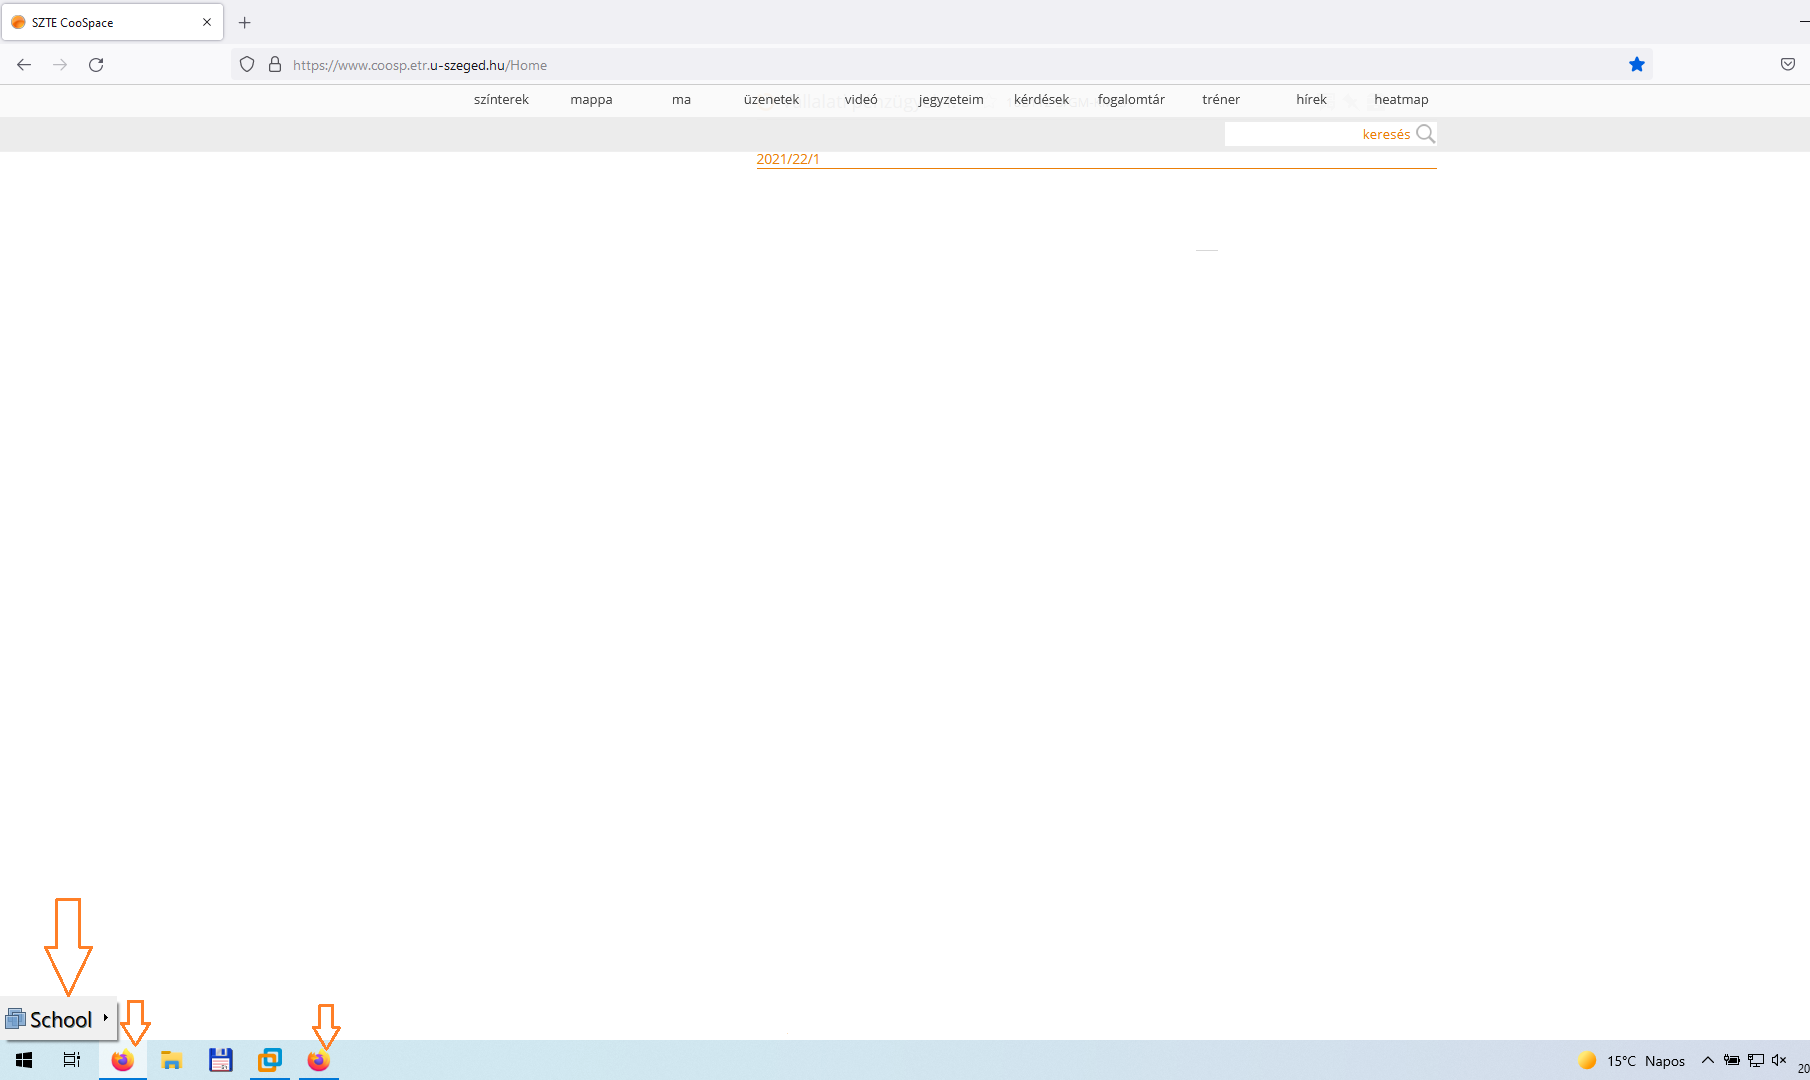 SZTE CooSpace
https://www.coosp.etr.u-szeged.hu/Home
színterek mappa ma üzenetek videó jegyzeteim kérdések fogalomtár tréner hírek heatmap
keresés
2021/22/1
School
15°C Napos
20